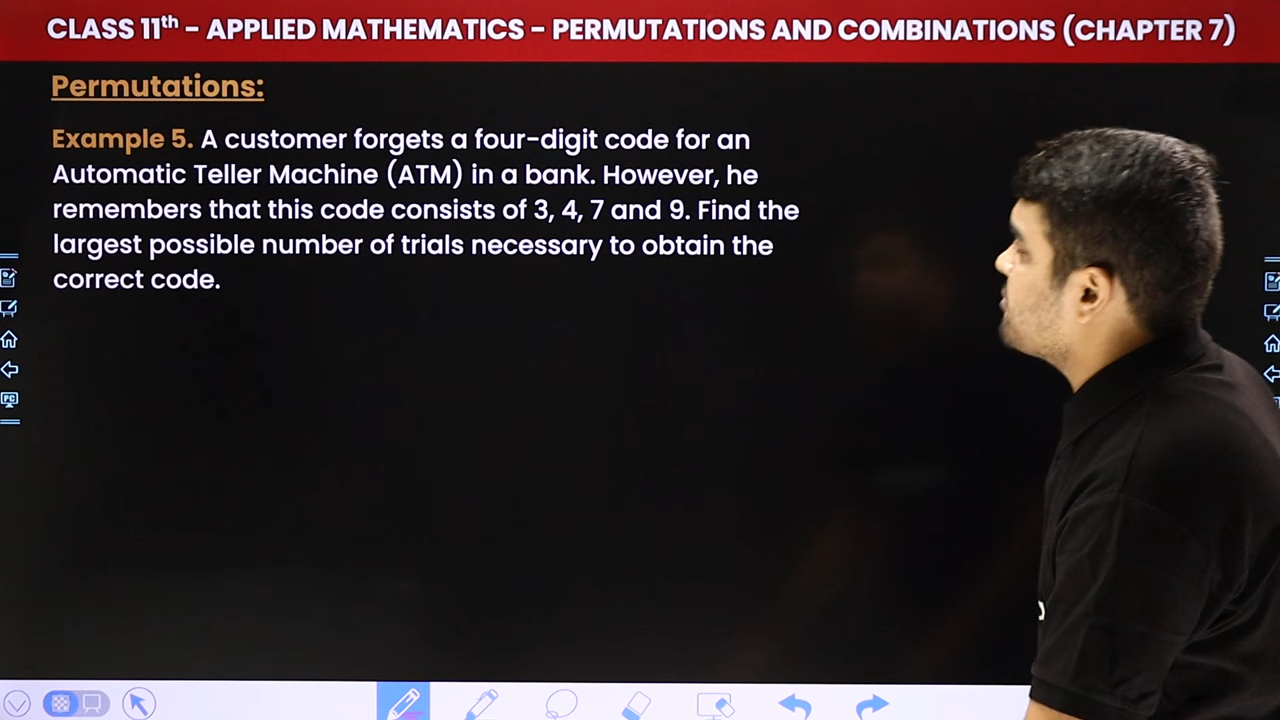 CLASS 11th – APPLIED MATHEMATICS – PERMUTATIONS AND COMBINATIONS (CHAPTER 7)
Permutations:
Example 5. A customer forgets a four-digit code for an
Automatic Teller Machine (ATM) in a bank. However, he
remembers that this code consists of 3, 4, 7 and 9. Find the
largest possible number of trials necessary to obtain the
correct code.
PC